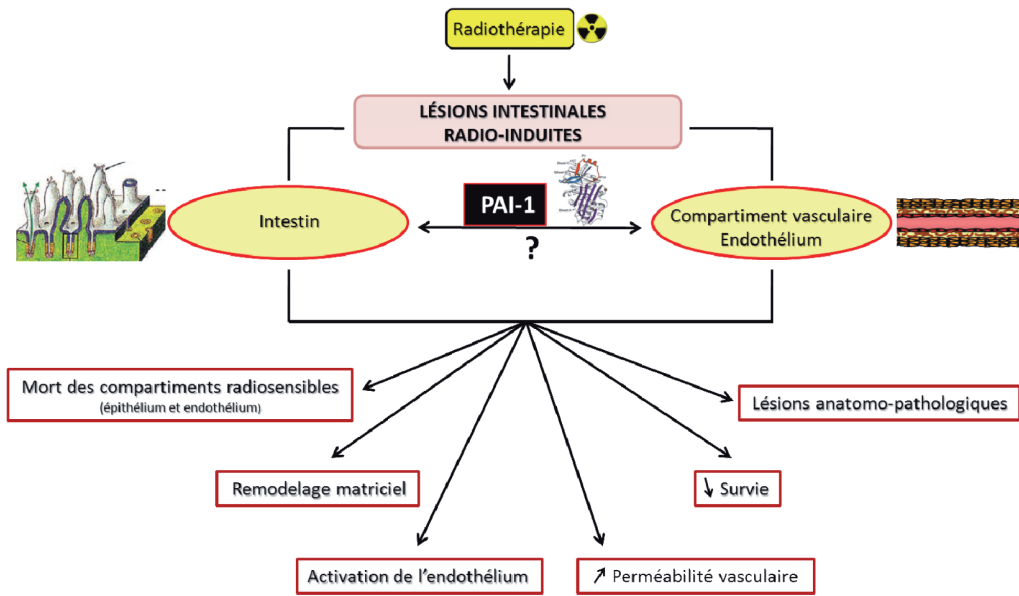 Radiothérapie
LÉSIONS INTESTINALES
RADIO-INDUITES
PAI-1
?
Intestin
Compartiment vasculaire
Endothélium
Mort des compartiments radiosensibles
(épithélium et endothélium)
Lésions anatomo-pathologiques
Remodelage matriciel
↓ Survie
Activation de l'endothélium
↗ Perméabilité vasculaire